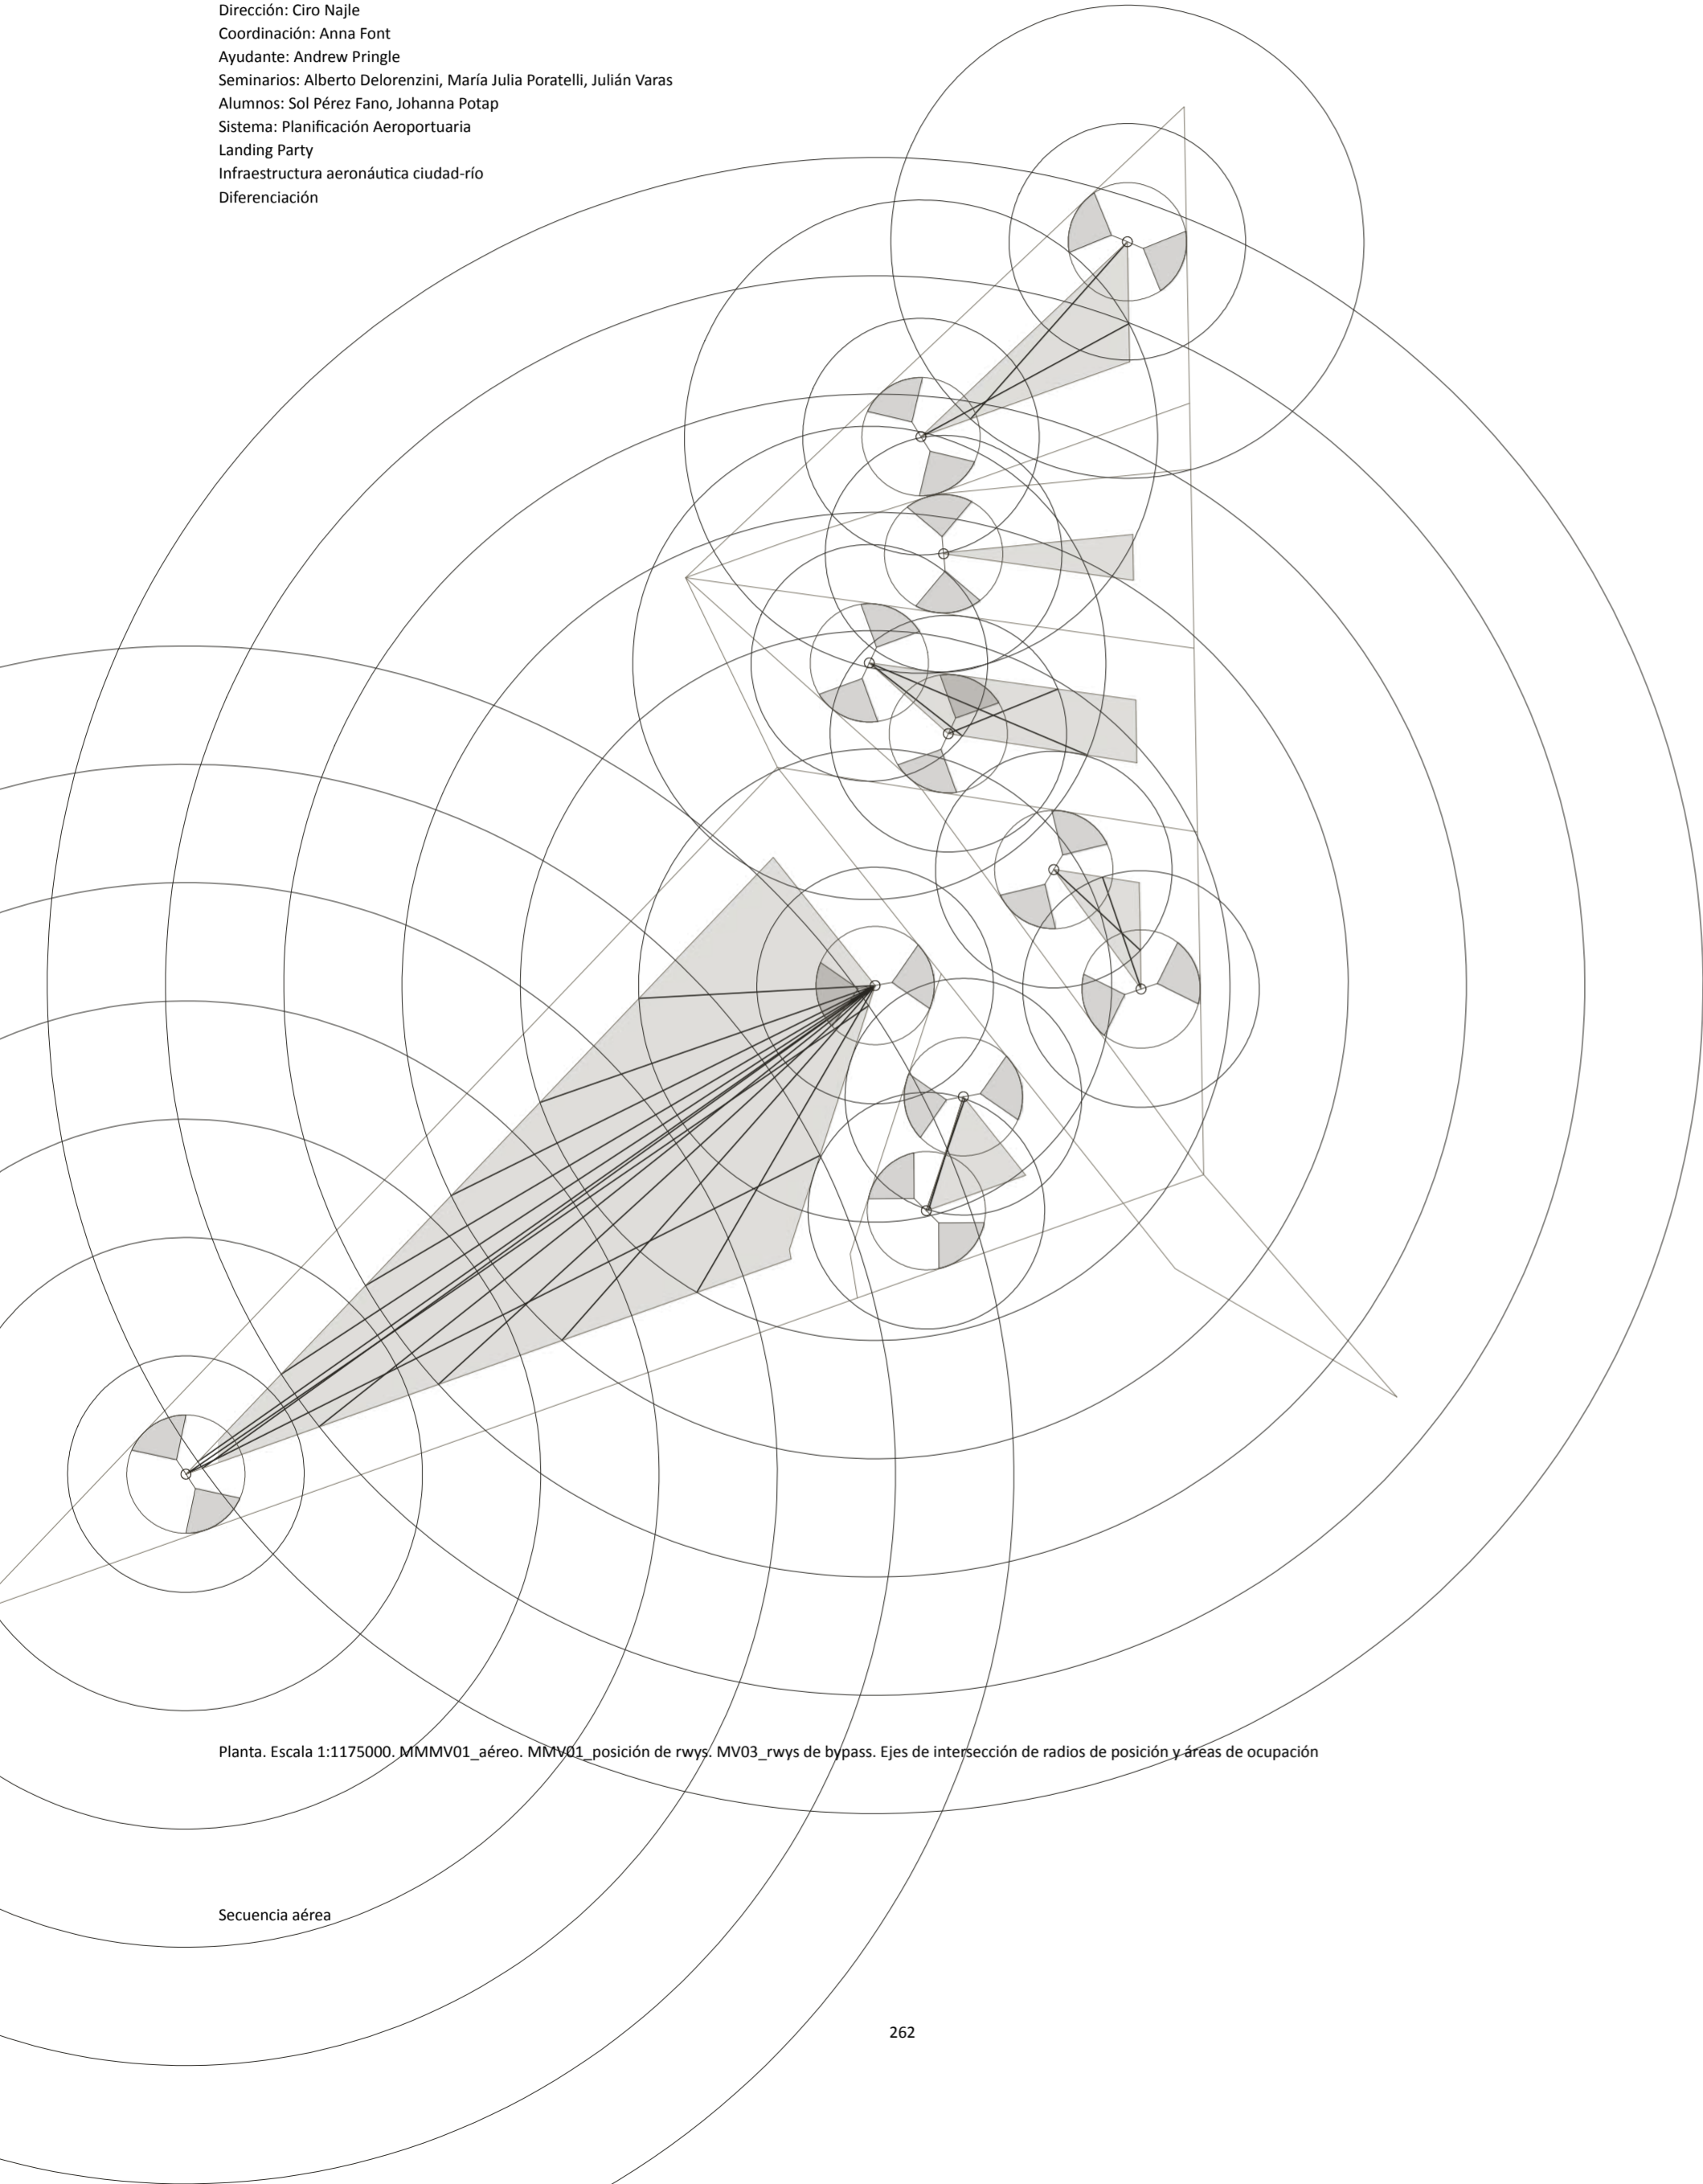 Dirección: Ciro Najle
Coordinación: Anna Font
Ayudante: Andrew Pringle
Seminarios: Alberto Delorenzini, María Julia Poratelli, Julián Varas
Alumnos: Sol Pérez Fano, Johanna Potap
Sistema: Planificación Aeroportuaria
Landing Party
Infraestructura aeronáutica ciudad-río
Diferenciación
Planta. Escala 1:1175000. MMMV01_aéreo. MMV01_posición de rwys. MV03_rwys de bypass. Ejes de intersección de radios de posición y áreas de ocupación
Secuencia aérea
262